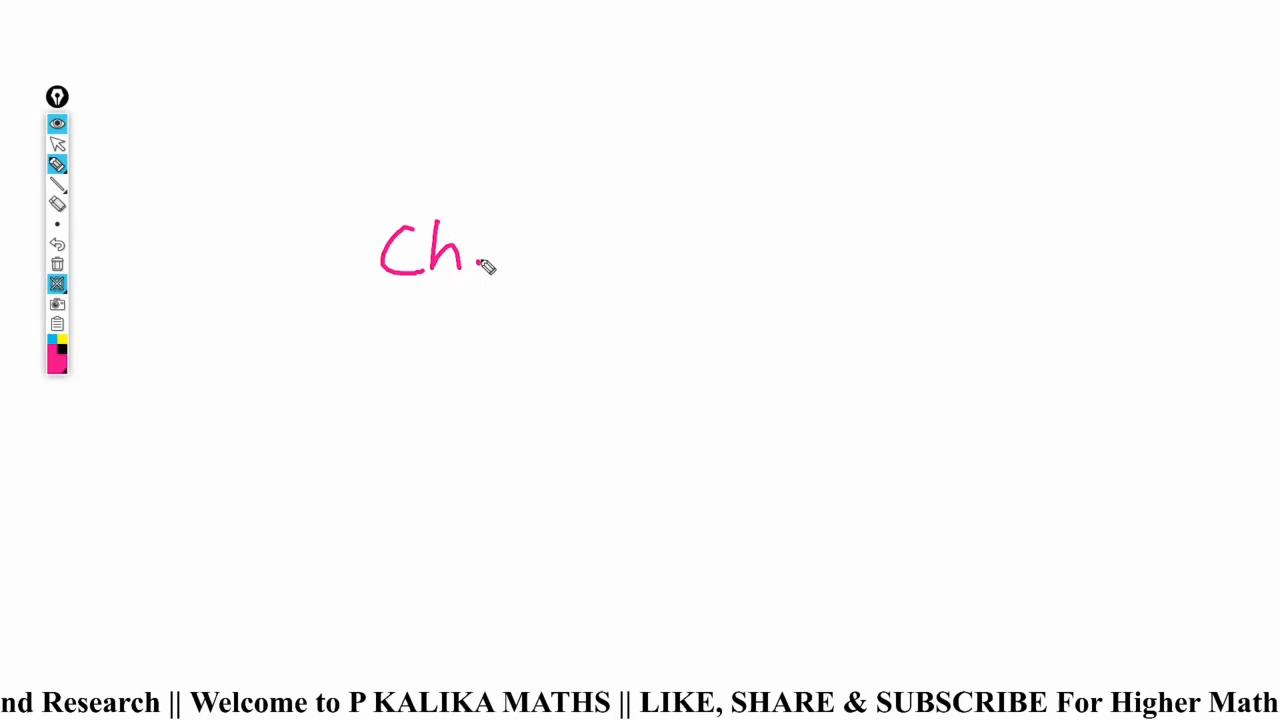 Ch.
nd Research || Welcome to P KALIKA MATHS || LIKE, SHARE & SUBSCRIBE For Higher Math